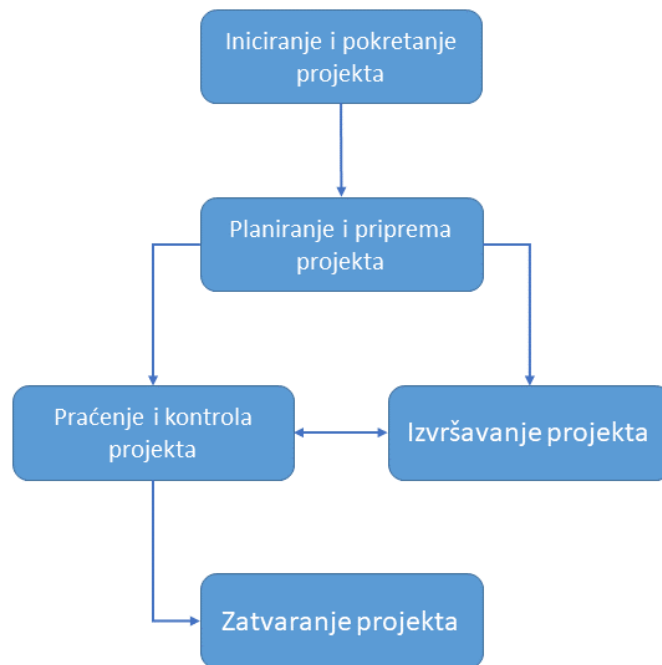 Iniciranje i pokretanje
projekta
Planiranje i priprema
projekta
Praćenje i kontrola
projekta
Izvršavanje projekta
Zatvaranje projekta